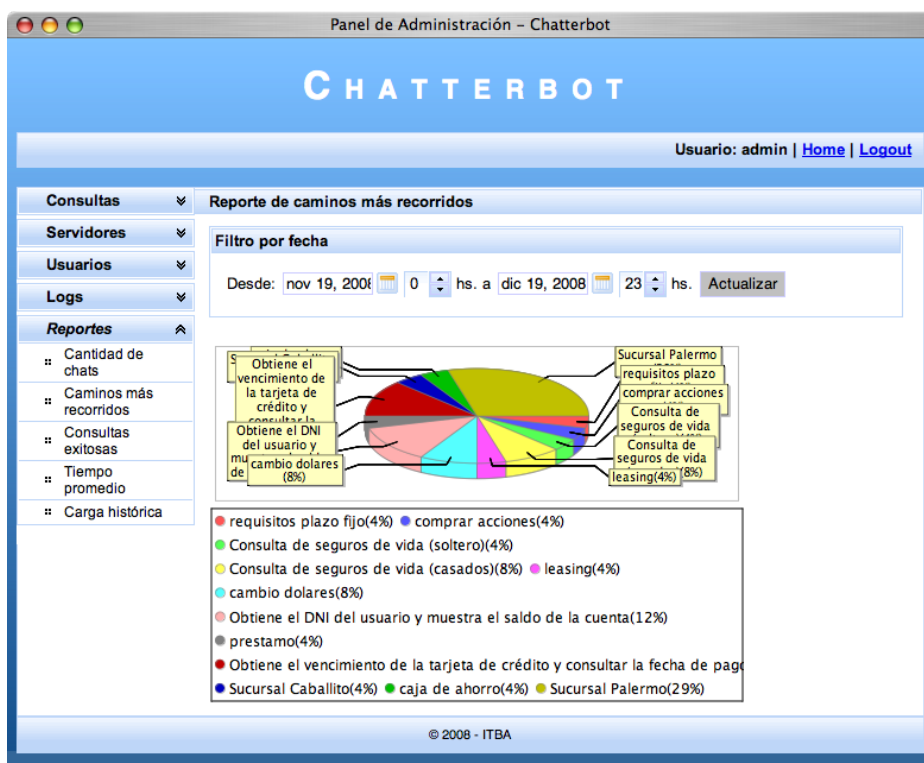 Panel de Administración – Chatterbot
CHATTERBOT
Usuario: admin | Home | Logout
Consultas
Servidores
Usuarios
Logs
Reportes
Cantidad de
chats
Caminos más
recorridos
Consultas
exitosas
Tiempo
promedio
Carga histórica
Reporte de caminos más recorridos
Filtro por fecha
Desde: nov 19, 2008 0 hs. a dic 19, 2008 23 hs. Actualizar
Obtiene el
vencimiento de
la tarjeta de
crédito y
consultar la
Obtiene el DNI
del usuario y
de
cambio dolares
(8%)
Sucursal Palermo
requisitos plazo
comprar acciones
Consulta de
seguros de vida
Consulta de
seguros de vida
(8%)
leasing(4%)
requisitos plazo fijo(4%) comprar acciones(4%)
Consulta de seguros de vida (soltero)(4%)
Consulta de seguros de vida (casados)(8%) leasing(4%)
cambio dolares(8%)
Obtiene el DNI del usuario y muestra el saldo de la cuenta(12%)
prestamo(4%)
Obtiene el vencimiento de la tarjeta de crédito y consultar la fecha de pago
Sucursal Caballito(4%) caja de ahorro(4%) Sucursal Palermo(29%)
© 2008 - ITBA